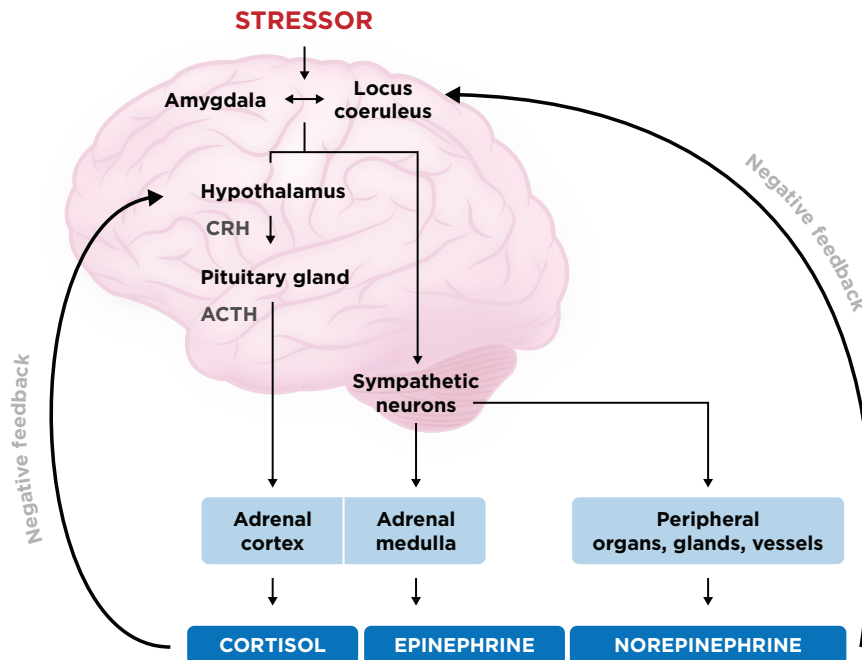 STRESSOR
Amygdala
Locus
coeruleus
Hypothalamus
CRH
Pituitary gland
ACTH
Sympathetic
neurons
Negative feedback
Negative feedback
Adrenal
cortex
Adrenal
medulla
Peripheral
organs, glands, vessels
CORTISOL
EPINEPHRINE
NOREPINEPHRINE